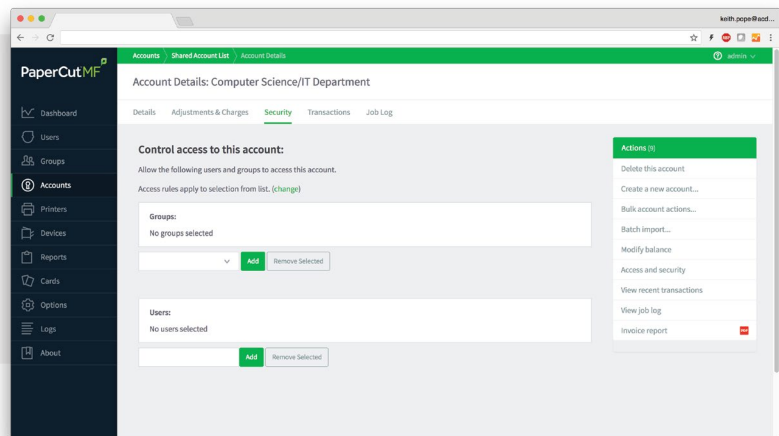 keith.pope@acd...
PaperCut MF
Accounts
Shared Account List
Account Details
admin
Account Details: Computer Science/IT Department
Details
Adjustments & Charges
Security
Transactions
Job Log
Dashboard
Users
Groups
Accounts
Printers
Devices
Reports
Cards
Options
Logs
About
Control access to this account:
Allow the following users and groups to access this account.
Access rules apply to selection from list. (change)
Groups:
No groups selected
Add
Remove Selected
Users:
No users selected
Add
Remove Selected
Actions (9)
Delete this account
Create a new account...
Bulk account actions...
Batch import...
Modify balance
Access and security
View recent transactions
View job log
Invoice report